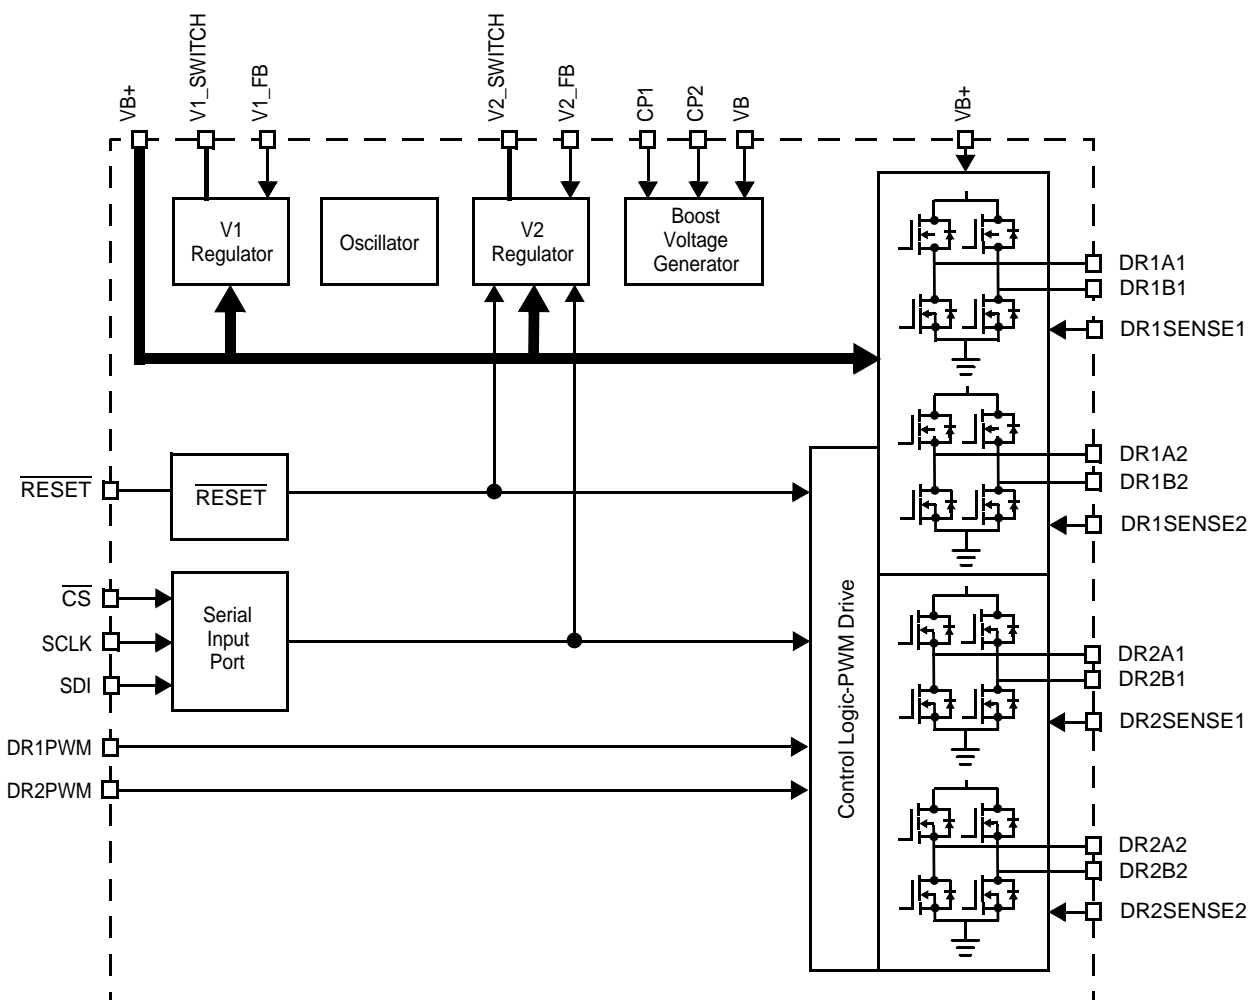 VB+
V1_SWITCH
V1_FB
V2_SWITCH
V2_FB
CP1
CP2
VB
VB+
V1
Regulator
Oscillator
V2
Regulator
Boost
Voltage
Generator
DR1A1
DR1B1
DR1SENSE1
DR1A2
DR1B2
DR1SENSE2
RESET
RESET
CS
SCLK
SDI
Serial
Input
Port
DR1PWM
DR2PWM
Control Logic-PWM Drive
DR2A1
DR2B1
DR2SENSE1
DR2A2
DR2B2
DR2SENSE2